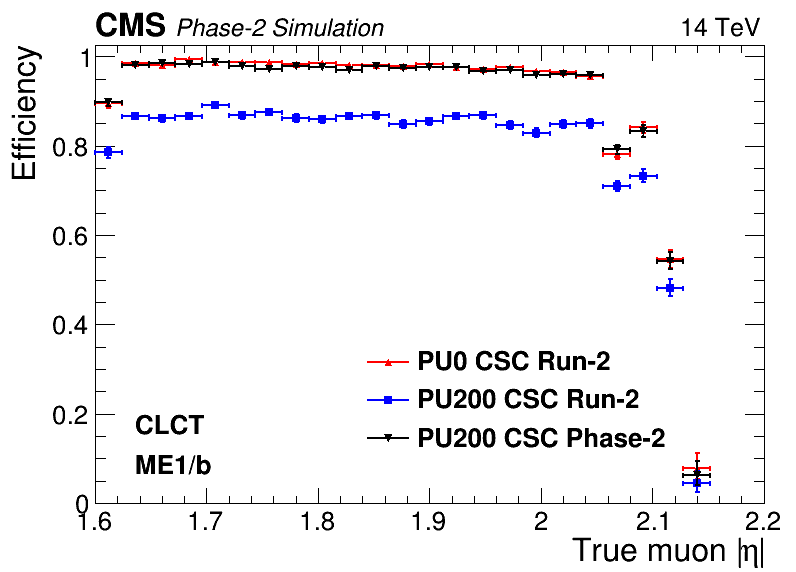 CMS Phase-2 Simulation 14 TeV
Efficiency
1
0.8
0.6
0.4
0.2
0
PU0 CSC Run-2
PU200 CSC Run-2
PU200 CSC Phase-2
CLCT
ME1/b
1.6 1.7 1.8 1.9 2 2.1 2.2
True muon |η|